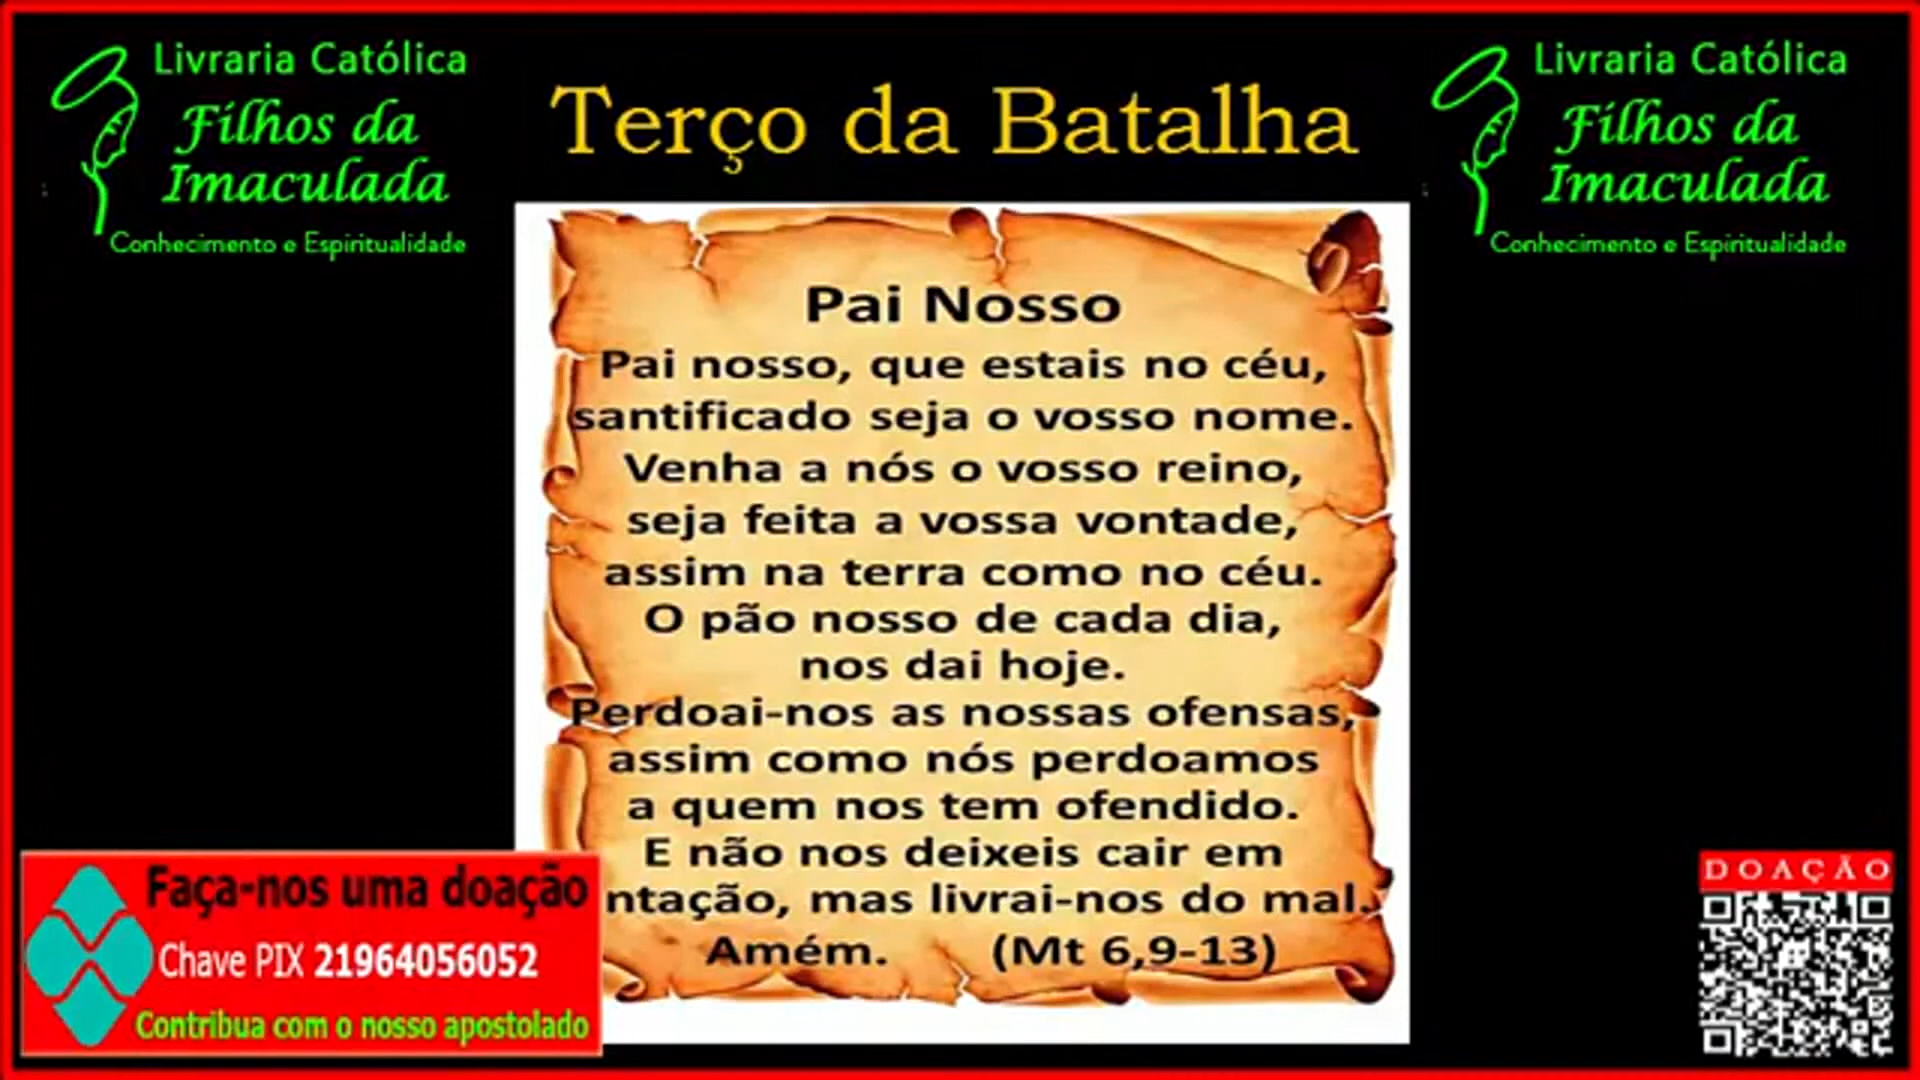 Livraria Católica
Filhos da
Imaculada
Conhecimento e Espiritualidade
Terço da Batalha
Livraria Católica
Filhos da
Imaculada
Conhecimento e Espiritualidade
Pai Nosso
Pai nosso, que estais no céu,
santificado seja o vosso nome.
Venha a nós o vosso reino,
seja feita a vossa vontade,
assim na terra como no céu.
O pão nosso de cada dia,
nos dai hoje.
Perdoai-nos as nossas ofensas,
assim como nós perdoamos
a quem nos tem ofendido.
E não nos deixeis cair em
ntação, mas livrai-nos do mal.
Amém. (Mt 6,9-13)
Faça-nos uma doação
Chave PIX 21964056052
Contribua com o nosso apostolado
DOAÇÃO